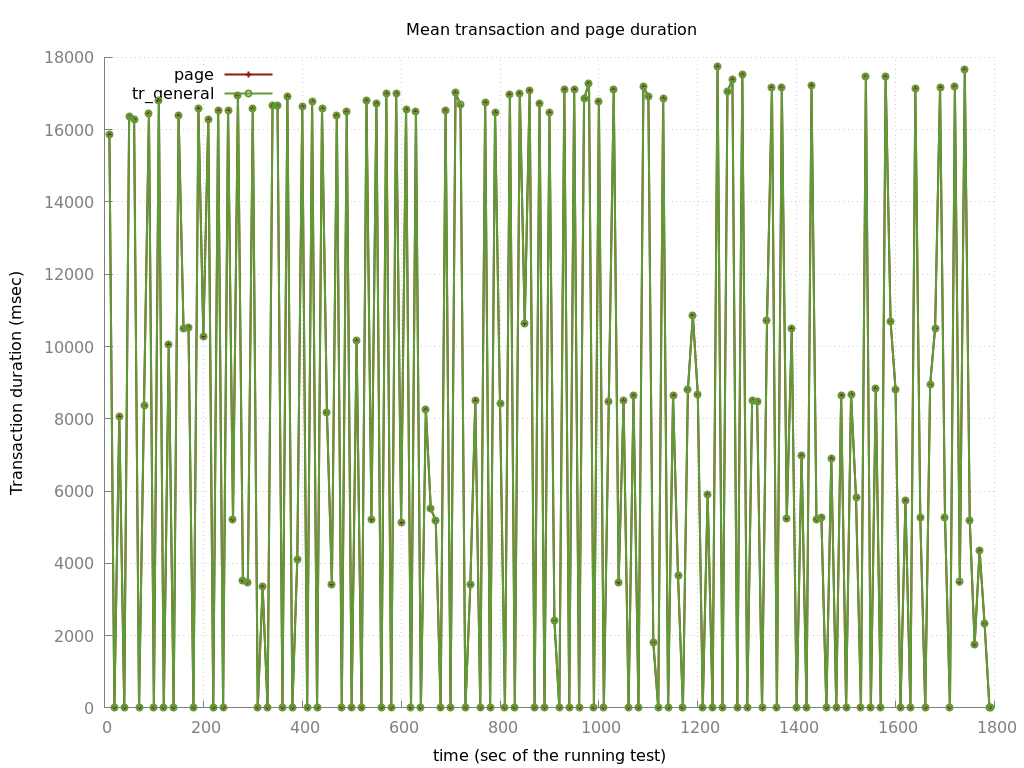 Mean transaction and page duration
18000
16000
14000
12000
10000
8000
6000
4000
2000
0
page
tr_general
Transaction duration (msec)
0 200 400 600 800 1000 1200 1400 1600 1800
time (sec of the running test)